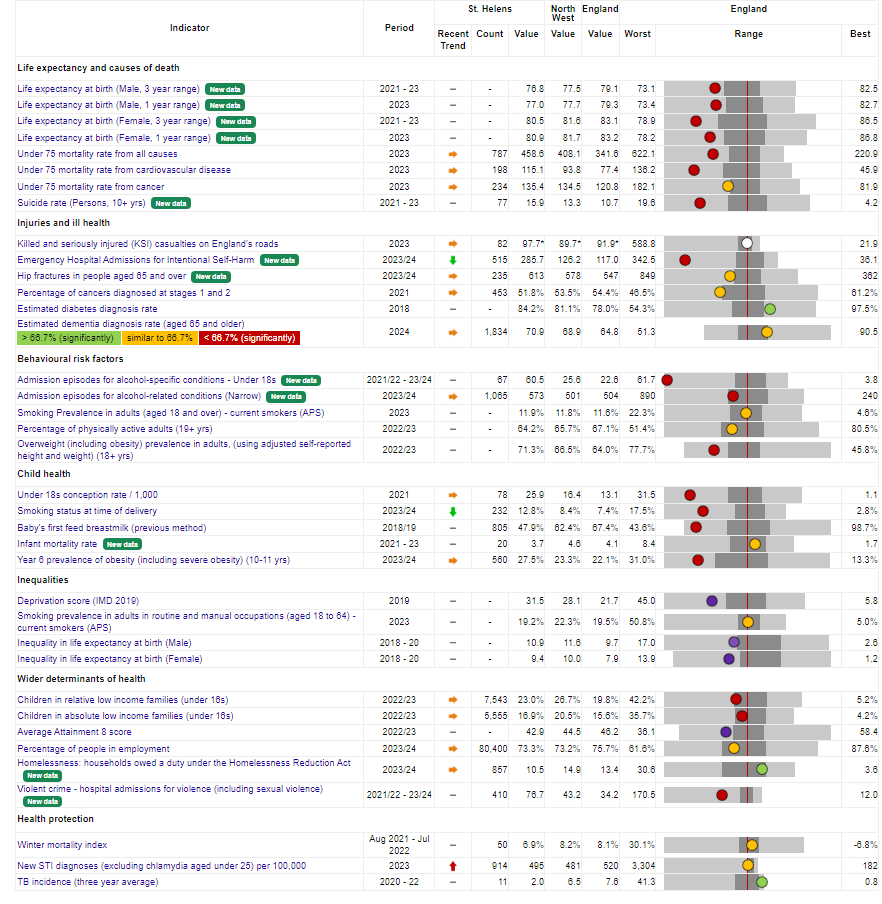 St. Helens North England England
West
Indicator Period
Recent Count Value Value Value Worst Range Best
Trend
Life expectancy and causes of death
Life expectancy at birth (Male, 3 year range) New data 2021 - 23 – - 76.8 77.5 79.1 73.1 82.5
Life expectancy at birth (Male, 1 year range) New data 2023 – - 77.0 77.7 79.3 73.4 82.7
Life expectancy at birth (Female, 3 year range) New data 2021 - 23 – - 80.5 81.6 83.1 78.9 86.5
Life expectancy at birth (Female, 1 year range) New data 2023 – - 80.9 81.7 83.2 78.2 86.8
Under 75 mortality rate from all causes 2023 787 458.6 408.1 341.6 622.1 220.9
Under 75 mortality rate from cardiovascular disease 2023 198 115.1 93.8 77.4 136.2 45.9
Under 75 mortality rate from cancer 2023 234 135.4 134.5 120.8 182.1 81.9
Suicide rate (Persons, 10+ yrs) New data 2021 - 23 – 77 15.9 13.3 10.7 19.6 4.2
Injuries and ill health
Killed and seriously injured (KSI) casualties on England's roads 2023 82 97.7* 89.7* 91.9* 588.8 21.9
Emergency Hospital Admissions for Intentional Self-Harm New data 2023/24 515 285.7 126.2 117.0 342.5 36.1
Hip fractures in people aged 65 and over New data 2023/24 235 613 578 547 849 362
Percentage of cancers diagnosed at stages 1 and 2 2021 453 51.8% 53.5% 54.4% 46.5% 61.2%
Estimated diabetes diagnosis rate 2018 – - 84.2% 81.1% 78.0% 54.3% 97.5%
Estimated dementia diagnosis rate (aged 65 and older)
> 66.7% (significantly) similar to 66.7% < 66.7% (significantly) 2024 1,834 70.9 68.9 64.8 51.3 90.5
Behavioural risk factors
Admission episodes for alcohol-specific conditions - Under 18s New data 2021/22 - 23/24 – 67 60.5 25.6 22.6 61.7 3.8
Admission episodes for alcohol-related conditions (Narrow) New data 2023/24 1,065 573 501 504 890 240
Smoking Prevalence in adults (aged 18 and over) - current smokers (APS) 2023 – - 11.9% 11.8% 11.6% 22.3% 4.6%
Percentage of physically active adults (19+ yrs) 2022/23 – - 64.2% 65.7% 67.1% 51.4% 80.5%
Overweight (including obesity) prevalence in adults, (using adjusted self-reported
height and weight) (18+ yrs) 2022/23 – - 71.3% 66.5% 64.0% 77.7% 45.8%
Child health
Under 18s conception rate / 1,000 2021 78 25.9 16.4 13.1 31.5 1.1
Smoking status at time of delivery 2023/24 232 12.8% 8.4% 7.4% 17.5% 2.8%
Baby's first feed breastmilk (previous method) 2018/19 – 805 47.9% 62.4% 67.4% 43.6% 98.7%
Infant mortality rate New data 2021 - 23 – 20 3.7 4.6 4.1 8.4 1.7
Year 6 prevalence of obesity (including severe obesity) (10-11 yrs) 2023/24 560 27.5% 23.3% 22.1% 31.0% 13.3%
Inequalities
Deprivation score (IMD 2019) 2019 – - 31.5 28.1 21.7 45.0 5.8
Smoking prevalence in adults in routine and manual occupations (aged 18 to 64) -
current smokers (APS) 2023 – - 19.2% 22.3% 19.5% 50.8% 5.0%
Inequality in life expectancy at birth (Male) 2018 - 20 – - 10.9 11.6 9.7 17.0 2.6
Inequality in life expectancy at birth (Female) 2018 - 20 – - 9.4 10.0 7.9 13.9 1.2
Wider determinants of health
Children in relative low income families (under 16s) 2022/23 7,543 23.0% 26.7% 19.8% 42.2% 5.2%
Children in absolute low income families (under 16s) 2022/23 5,555 16.9% 20.5% 15.6% 35.7% 4.2%
Average Attainment 8 score 2022/23 – - 42.9 44.5 46.2 36.1 58.4
Percentage of people in employment 2023/24 80,400 73.3% 73.2% 75.7% 61.6% 87.6%
Homelessness: households owed a duty under the Homelessness Reduction Act
New data 2023/24 857 10.5 14.9 13.4 30.6 3.6
Violent crime - hospital admissions for violence (including sexual violence)
New data 2021/22 - 23/24 – 410 76.7 43.2 34.2 170.5 12.0
Health protection
Winter mortality index Aug 2021 - Jul 2022 – 50 6.9% 8.2% 8.1% 30.1% -6.8%
New STI diagnoses (excluding chlamydia aged under 25) per 100,000 2023 914 495 481 520 3,304 182
TB incidence (three year average) 2020 - 22 – 11 2.0 6.5 7.6 41.3 0.8